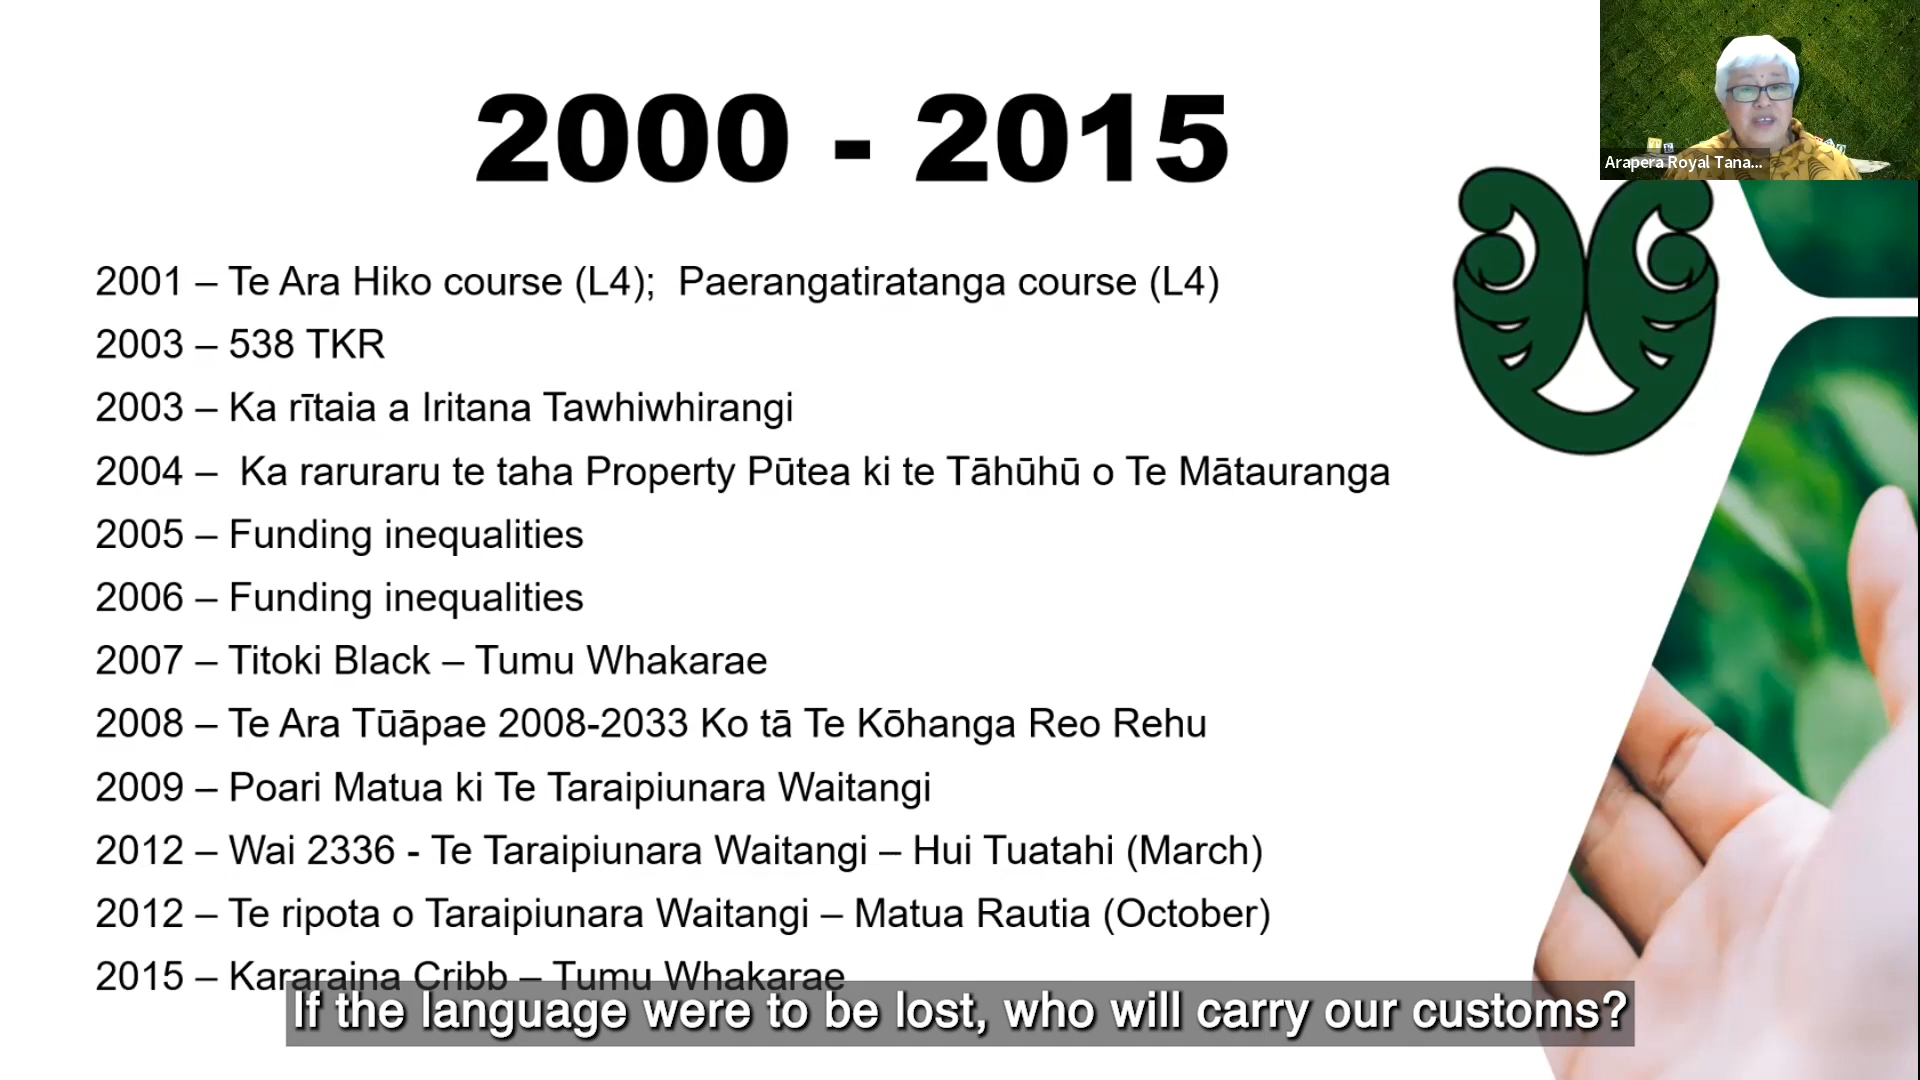 2000 - 2015
Arapera Royal Tana...
2001 – Te Ara Hiko course (L4); Paerangatiratanga course (L4)
2003 – 538 TKR
2003 – Ka rītaia a Iritana Tawhiwhirangi
2004 – Ka raruraru te taha Property Pūtea ki te Tāhūhū o Te Mātauranga
2005 – Funding inequalities
2006 – Funding inequalities
2007 – Titoki Black – Tumu Whakarae
2008 – Te Ara Tūāpae 2008-2033 Ko tā Te Kōhanga Reo Rehu
2009 – Poari Matua ki Te Taraipiunara Waitangi
2012 – Wai 2336 - Te Taraipiunara Waitangi – Hui Tuatahi (March)
2012 – Te ripota o Taraipiunara Waitangi – Matua Rautia (October)
2015 – Kararaina Cribb – Tumu Whakarae
If the language were to be lost, who will carry our customs?